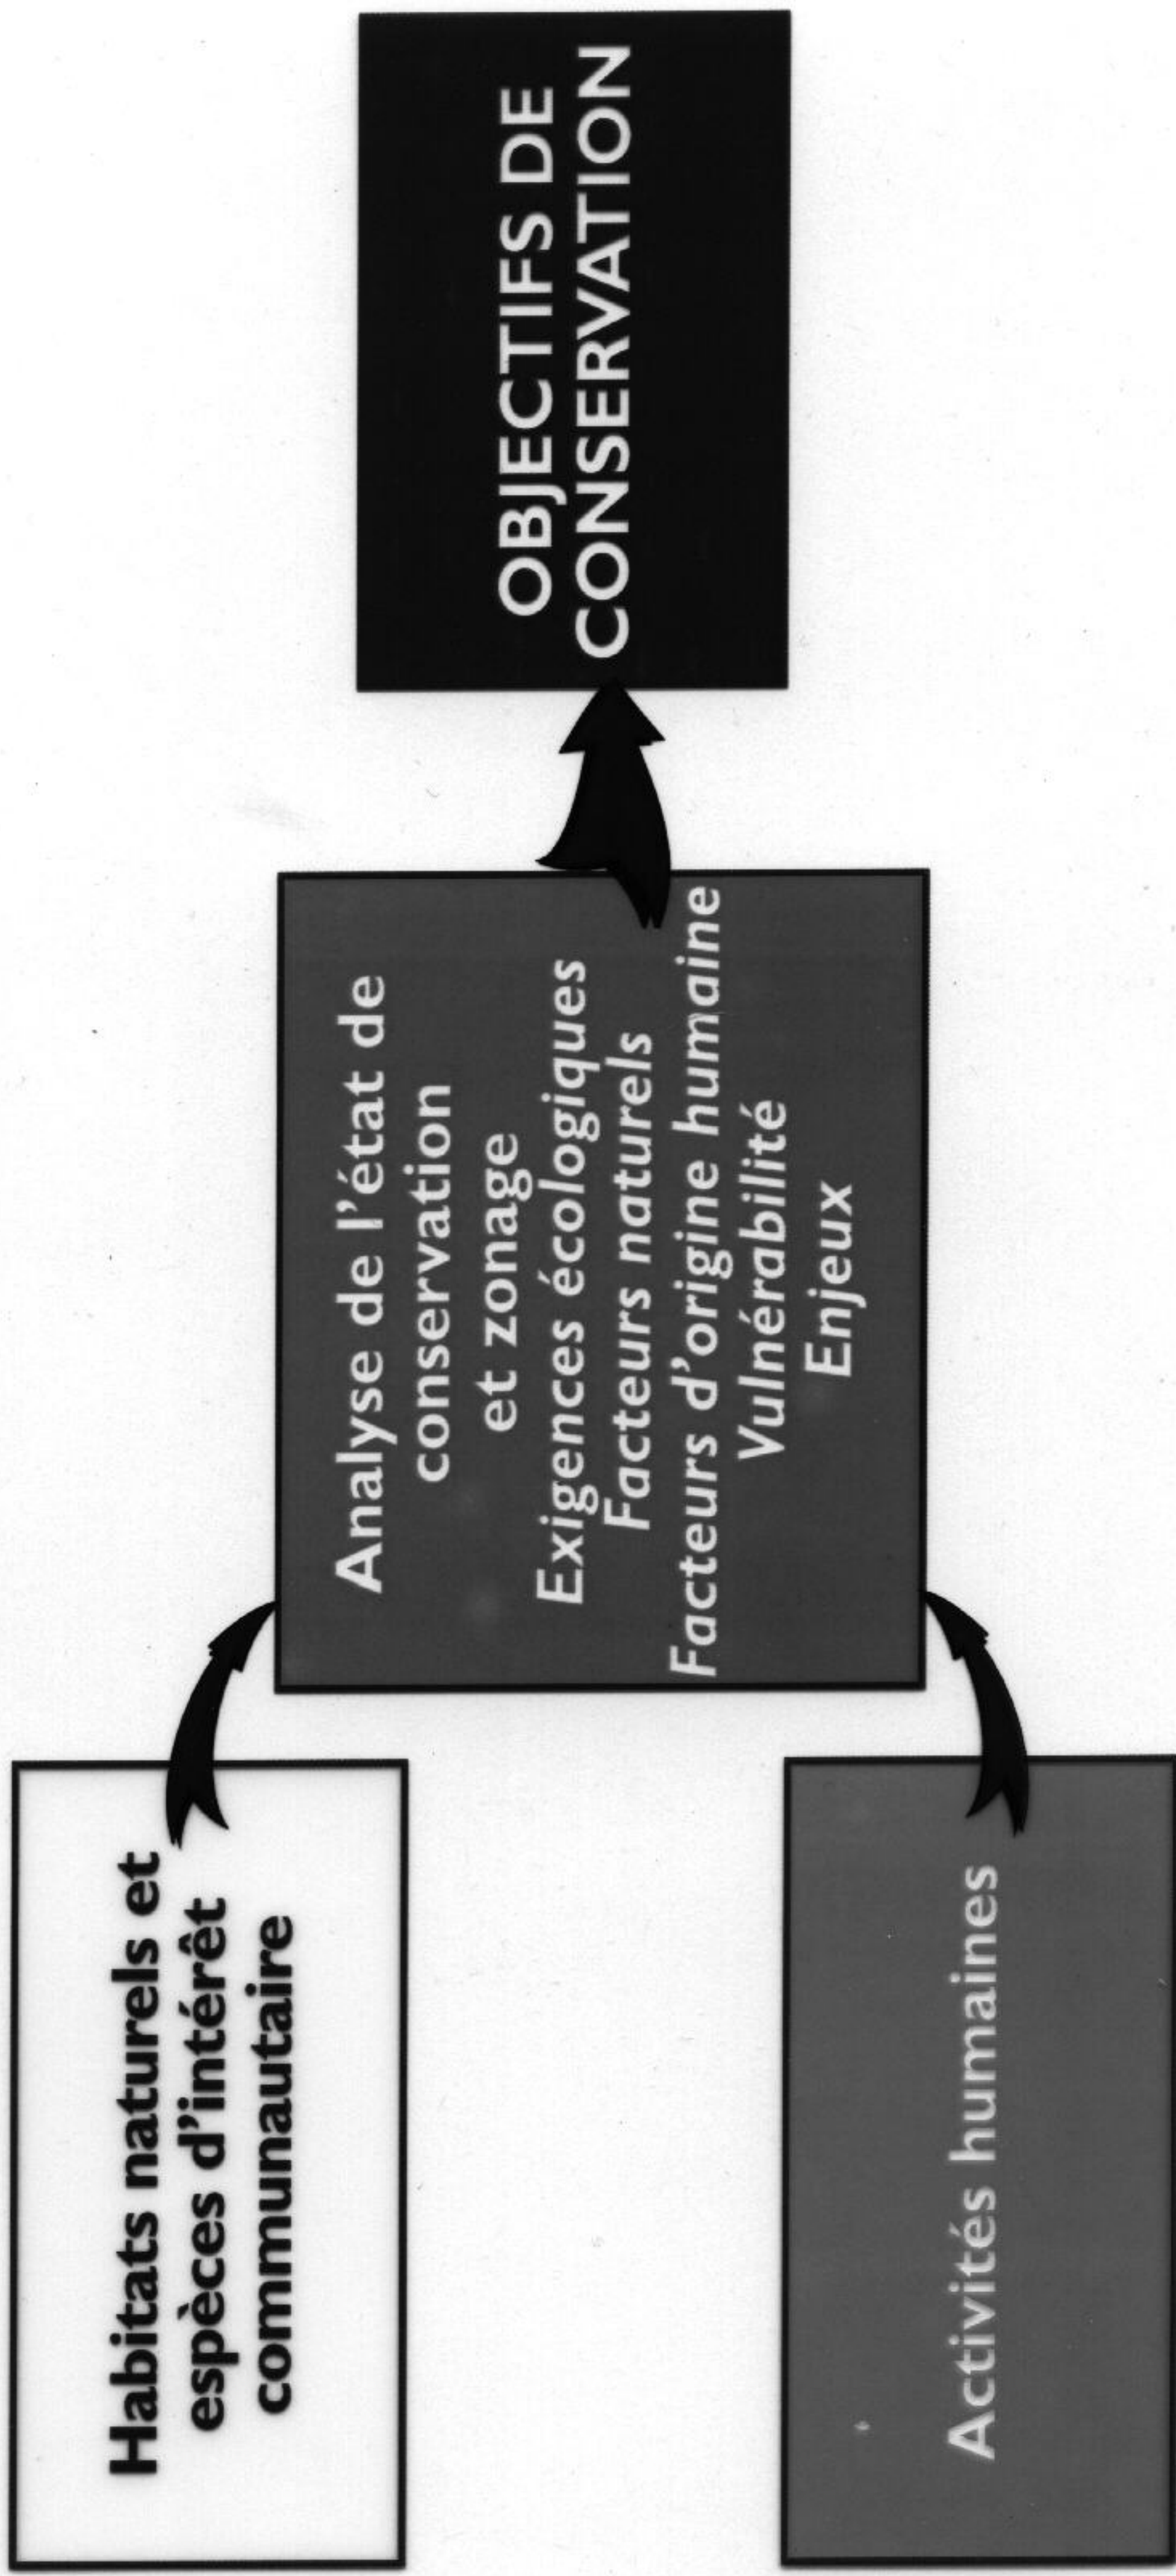 Habitats naturels et
espèces d'intérêt
communautaire
Activités humaines
Analyse de l'état de
conservation
et zonage
Exigences écologiques
Facteurs naturels
Facteurs d'origine humaine
Vulnérabilité
Enjeux
OBJECTIFS DE
CONSERVATION